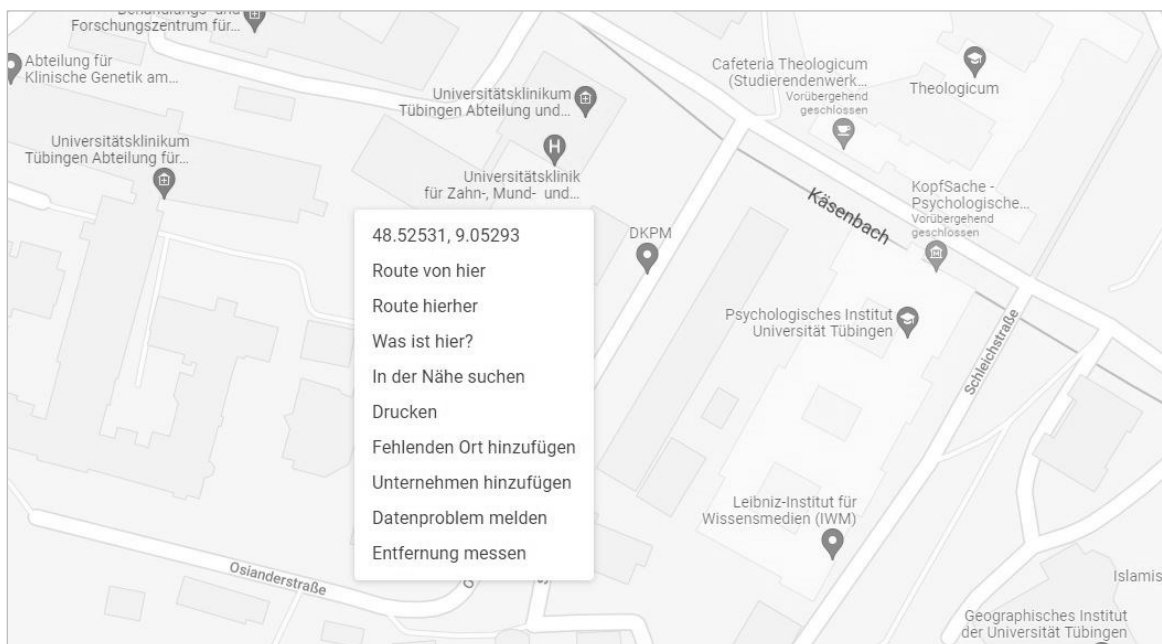 Behandlungs- und
Forschungszentrum für...
Abteilung für
Klinische Genetik am...
Universitätsklinikum
Tübingen Abteilung und...
Cafeteria Theologicum
(Studierendenwerk...
Vorübergehend
geschlossen
Theologicum
Universitätsklinikum
Tübingen Abteilung für...
H
Universitätsklinik
für Zahn-, Mund- und...
KopfSache -
Psychologische...
Vorübergehend
geschlossen
Käsenbach
DKPM
48.52531, 9.05293
Route von hier
Route hierher
Was ist hier?
In der Nähe suchen
Drucken
Fehlenden Ort hinzufügen
Unternehmen hinzufügen
Datenproblem melden
Entfernung messen
Psychologisches Institut
Universität Tübingen
Schleichstraße
Leibniz-Institut für
Wissensmedien (IWM)
Osianderstraße
Islamis
Geographisches Institut
der Universität Tübingen